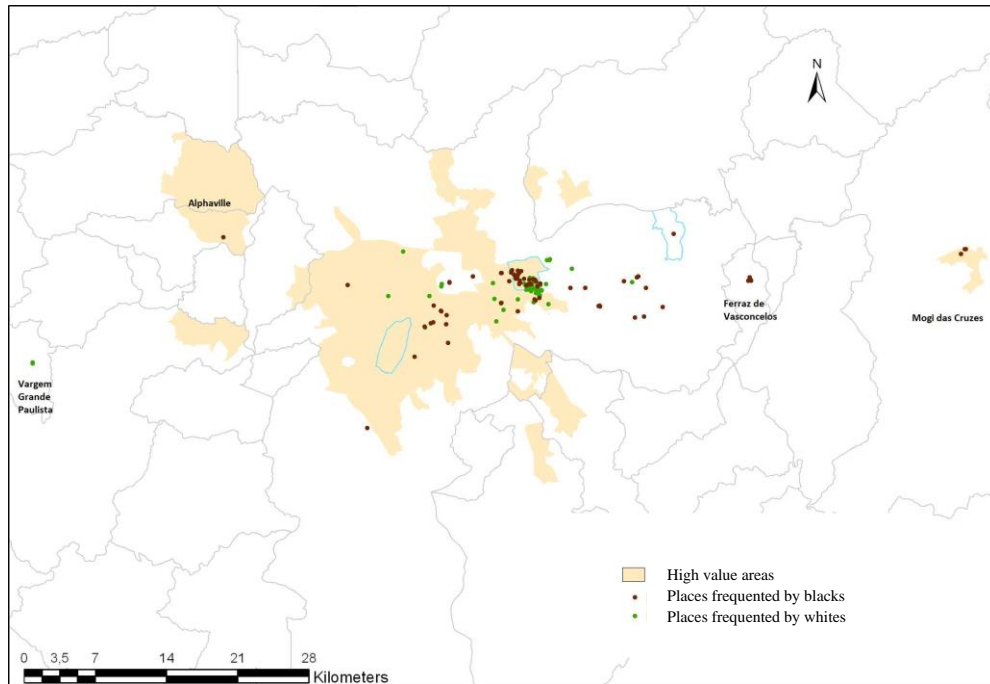 N
Alphaville
Ferraz de
Vasconcelos
Mogi das Cruzes
Vargem
Grande
Paulista
High value areas
Places frequented by blacks
Places frequented by whites
0 3,5 7 14 21 28
Kilometers